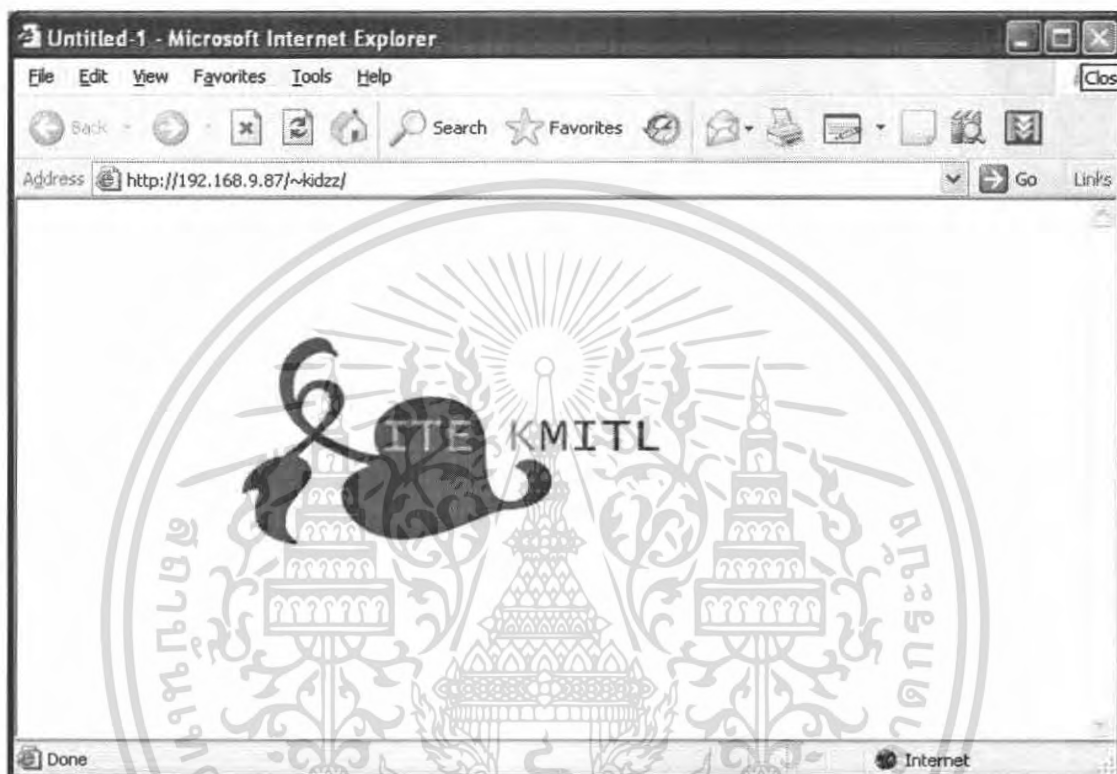 Untitled-1 - Microsoft Internet Explorer
File Edit View Favorites Tools Help
Clos
Back Search Favorites
Address http://192.168.9.87/~kidzz/ Go Links
ITE KMITL
Done Internet